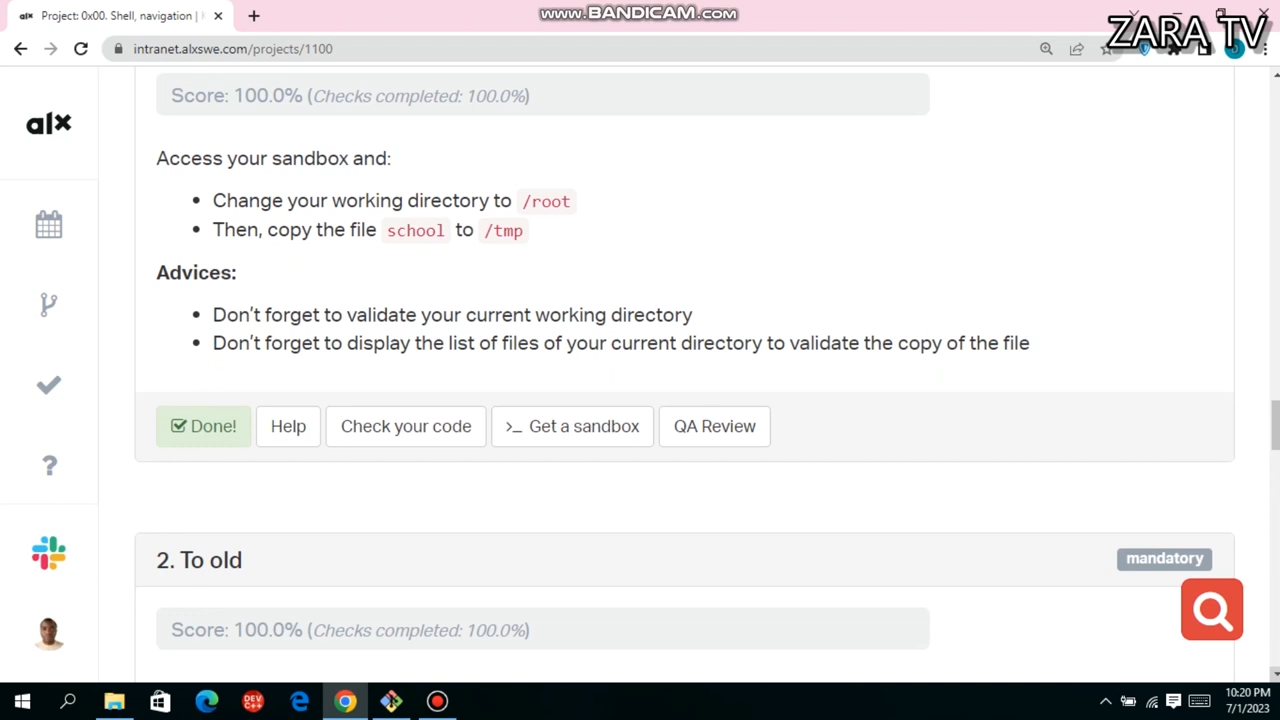 www.BANDICAM.com
ZARA TV
alx Project: 0x00. Shell, navigation |
intranet.alxswe.com/projects/1100
alx
Score: 100.0% (Checks completed: 100.0%)
Access your sandbox and:
Change your working directory to /root
Then, copy the file school to /tmp
Advices:
Don't forget to validate your current working directory
Don't forget to display the list of files of your current directory to validate the copy of the file
Done! Help Check your code >_ Get a sandbox QA Review
2. To old mandatory
Score: 100.0% (Checks completed: 100.0%)
DEV C++
10:20 PM
7/1/2023